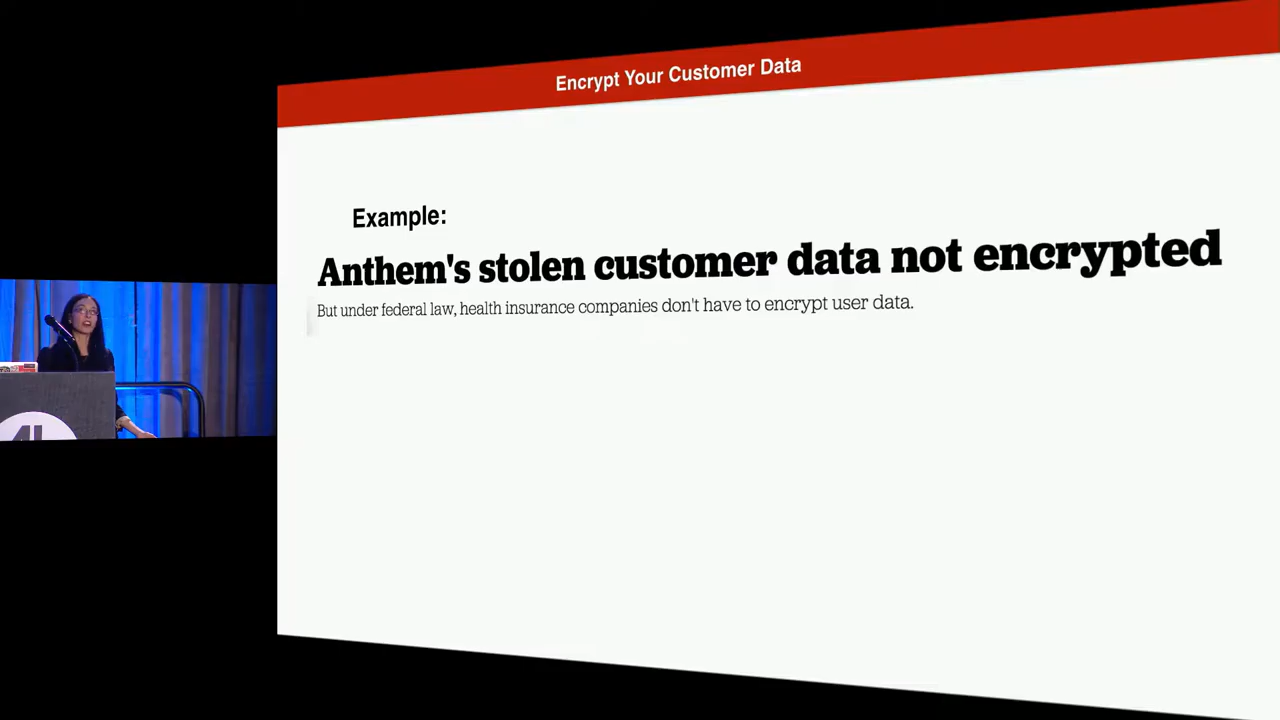 Encrypt Your Customer Data
Example:
Anthem's stolen customer data not encrypted
But under federal law, health insurance companies don't have to encrypt user data.